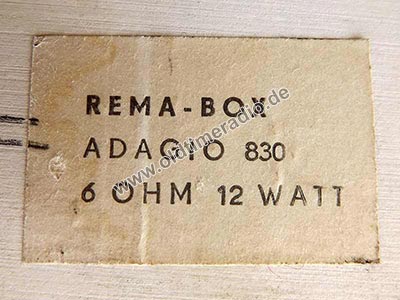 REMA-BOX
ADAGIO 830
6 OHM 12 WATT
www.oldtimeradio.de